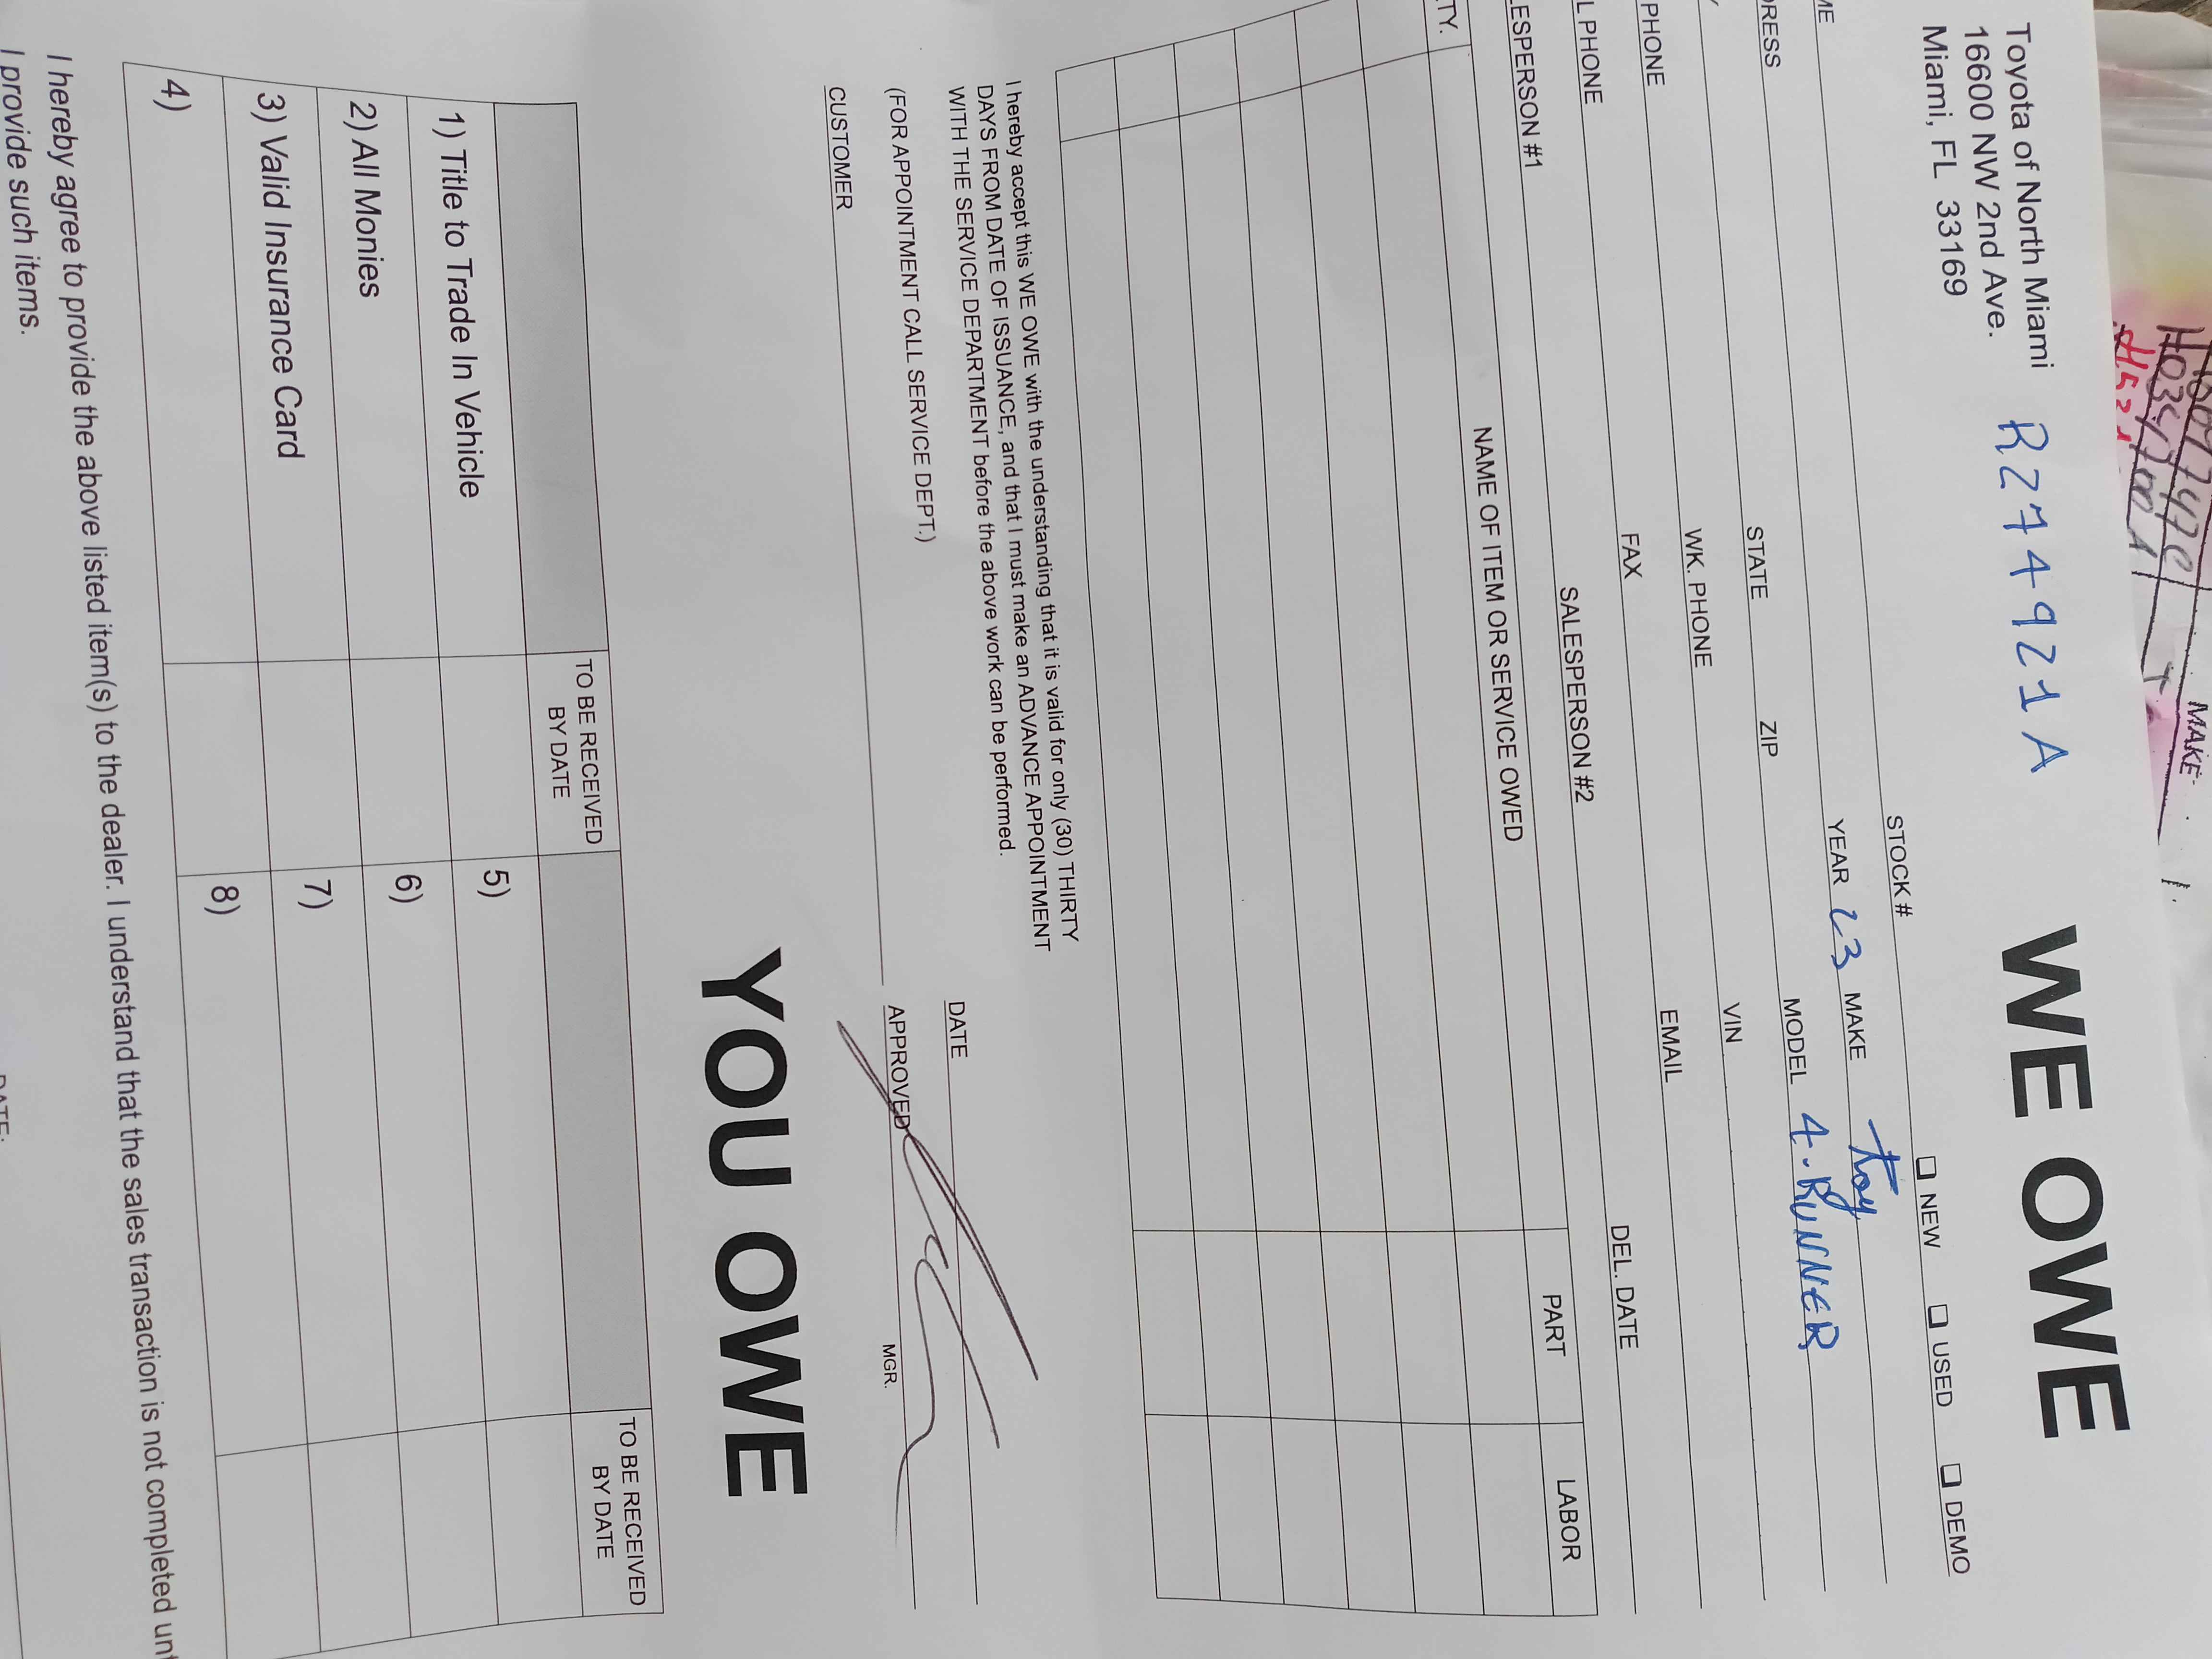 MAKE
Toyota of North Miami
16600 NW 2nd Ave.
Miami, FL 33169
R274921A
WE OWE
STOCK # ☐ NEW ☐ USED ☐ DEMO
ME YEAR 23 MAKE toy
DRESS STATE ZIP MODEL 4.RUNNER
VIN
PHONE WK. PHONE EMAIL
L PHONE FAX DEL. DATE
LESPERSON #1 SALESPERSON #2
TY. NAME OF ITEM OR SERVICE OWED PART LABOR
I hereby accept this WE OWE with the understanding that it is valid for only (30) THIRTY
DAYS FROM DATE OF ISSUANCE, and that I must make an ADVANCE APPOINTMENT
WITH THE SERVICE DEPARTMENT before the above work can be performed.
(FOR APPOINTMENT CALL SERVICE DEPT.)
DATE
CUSTOMER APPROVED MGR.
YOU OWE
TO BE RECEIVED BY DATE TO BE RECEIVED BY DATE
1) Title to Trade In Vehicle 5)
2) All Monies 6)
3) Valid Insurance Card 7)
4) 8)
I hereby agree to provide the above listed item(s) to the dealer. I understand that the sales transaction is not completed unt
I provide such items.
DATE: